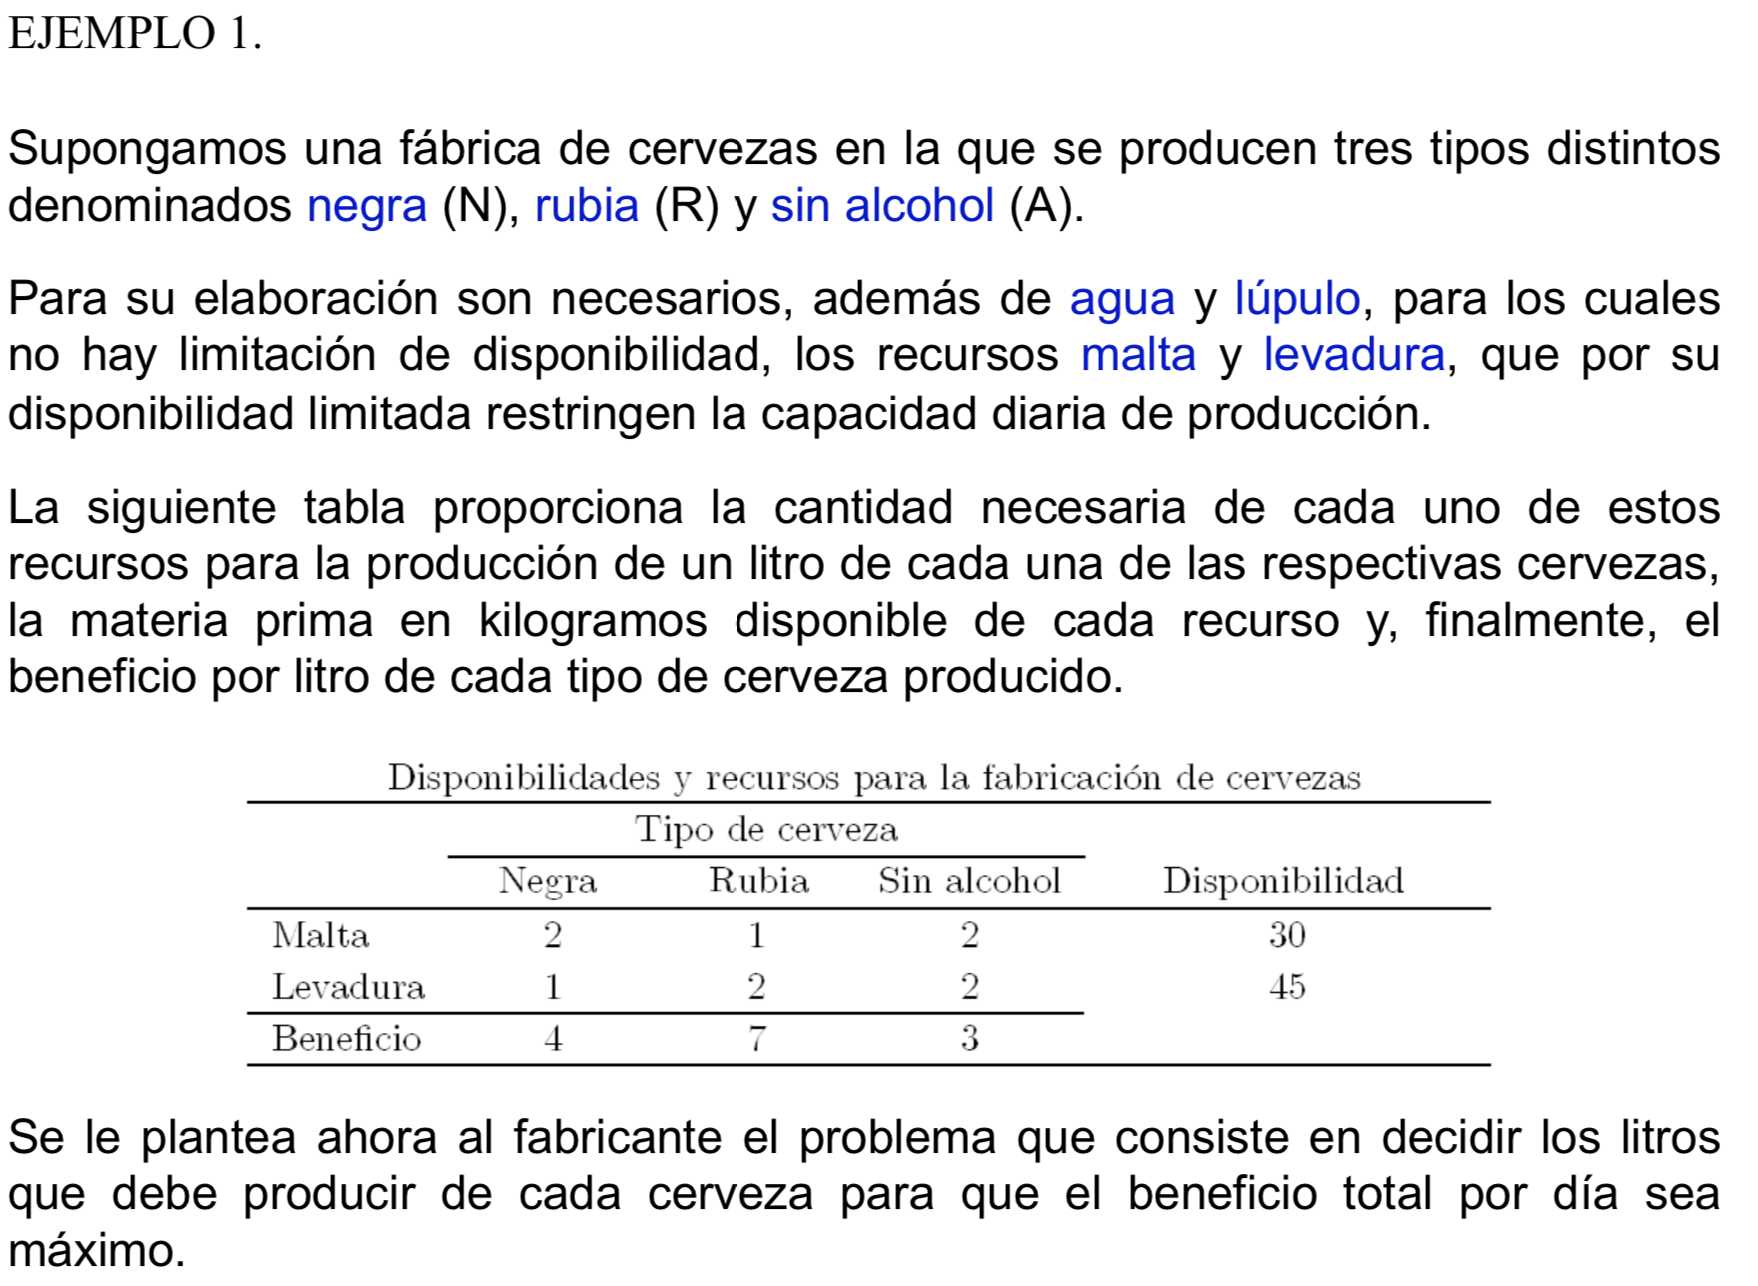 EJEMPLO 1.
Supongamos una fábrica de cervezas en la que se producen tres tipos distintos
denominados negra (N), rubia (R) y sin alcohol (A).
Para su elaboración son necesarios, además de agua y lúpulo, para los cuales
no hay limitación de disponibilidad, los recursos malta y levadura, que por su
disponibilidad limitada restringen la capacidad diaria de producción.
La siguiente tabla proporciona la cantidad necesaria de cada uno de estos
recursos para la producción de un litro de cada una de las respectivas cervezas,
la materia prima en kilogramos disponible de cada recurso y, finalmente, el
beneficio por litro de cada tipo de cerveza producido.
Disponibilidades y recursos para la fabricación de cervezas
Tipo de cerveza
Negra Rubia Sin alcohol Disponibilidad
Malta 2 1 2 30
Levadura 1 2 2 45
Beneficio 4 7 3
Se le plantea ahora al fabricante el problema que consiste en decidir los litros
que debe producir de cada cerveza para que el beneficio total por día sea
máximo.